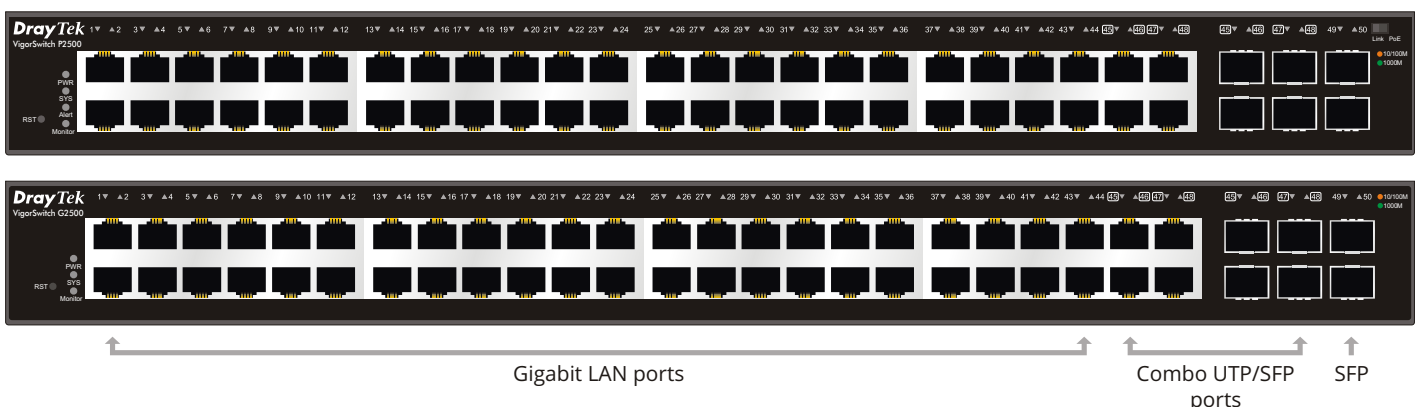 DrayTek 1▼ ▲2 3▼ ▲4 5▼ ▲6 7▼ ▲8 9▼ ▲10 11▼ ▲12 13▼ ▲14 15▼ ▲16 17▼ ▲18 19▼ ▲20 21▼ ▲22 23▼ ▲24 25▼ ▲26 27▼ ▲28 29▼ ▲30 31▼ ▲32 33▼ ▲34 35▼ ▲36 37▼ ▲38 39▼ ▲40 41▼ ▲42 43▼ ▲44 45▼ ▲46 47▼ ▲48 45▼ ▲46 47▼ ▲48 49▼ ▲50
VigorSwitch P2500
Link PoE
10/100M
1000M
PWR
SYS
Alert
RST
Monitor
DrayTek 1▼ ▲2 3▼ ▲4 5▼ ▲6 7▼ ▲8 9▼ ▲10 11▼ ▲12 13▼ ▲14 15▼ ▲16 17▼ ▲18 19▼ ▲20 21▼ ▲22 23▼ ▲24 25▼ ▲26 27▼ ▲28 29▼ ▲30 31▼ ▲32 33▼ ▲34 35▼ ▲36 37▼ ▲38 39▼ ▲40 41▼ ▲42 43▼ ▲44 45▼ ▲46 47▼ ▲48 45▼ ▲46 47▼ ▲48 49▼ ▲50 10/100M
VigorSwitch G2500
1000M
PWR
SYS
RST
Monitor
Gigabit LAN ports
Combo UTP/SFP
ports
SFP